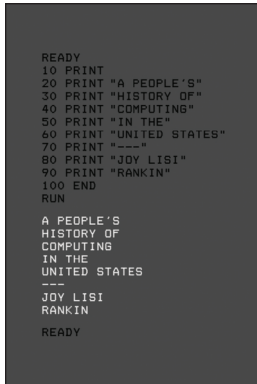 READY
10 PRINT
20 PRINT "A PEOPLE'S"
30 PRINT "HISTORY OF"
40 PRINT "COMPUTING"
50 PRINT "IN THE"
60 PRINT "UNITED STATES"
70 PRINT "---"
80 PRINT "JOY LISI"
90 PRINT "RANKIN"
100 END
RUN
A PEOPLE'S
HISTORY OF
COMPUTING
IN THE
UNITED STATES
---
JOY LISI
RANKIN
READY